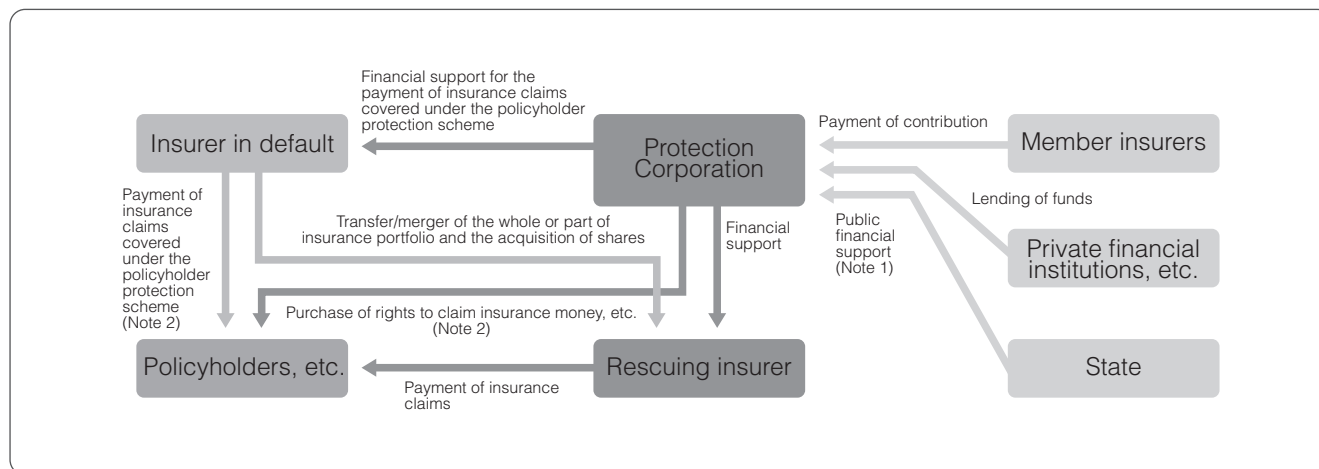 Financial support for the
payment of insurance claims
covered under the policyholder
protection scheme
Insurer in default
Protection
Corporation
Payment of contribution
Member insurers
Payment of
insurance
claims
covered
under the
policyholder
protection
scheme
(Note 2)
Transfer/merger of the whole or part of
insurance portfolio and the acquisition of shares
Financial
support
Public
financial
support
(Note 1)
Lending of funds
Private financial
institutions, etc.
Purchase of rights to claim insurance money, etc.
(Note 2)
Policyholders, etc.
Payment of insurance
claims
Rescuing insurer
State